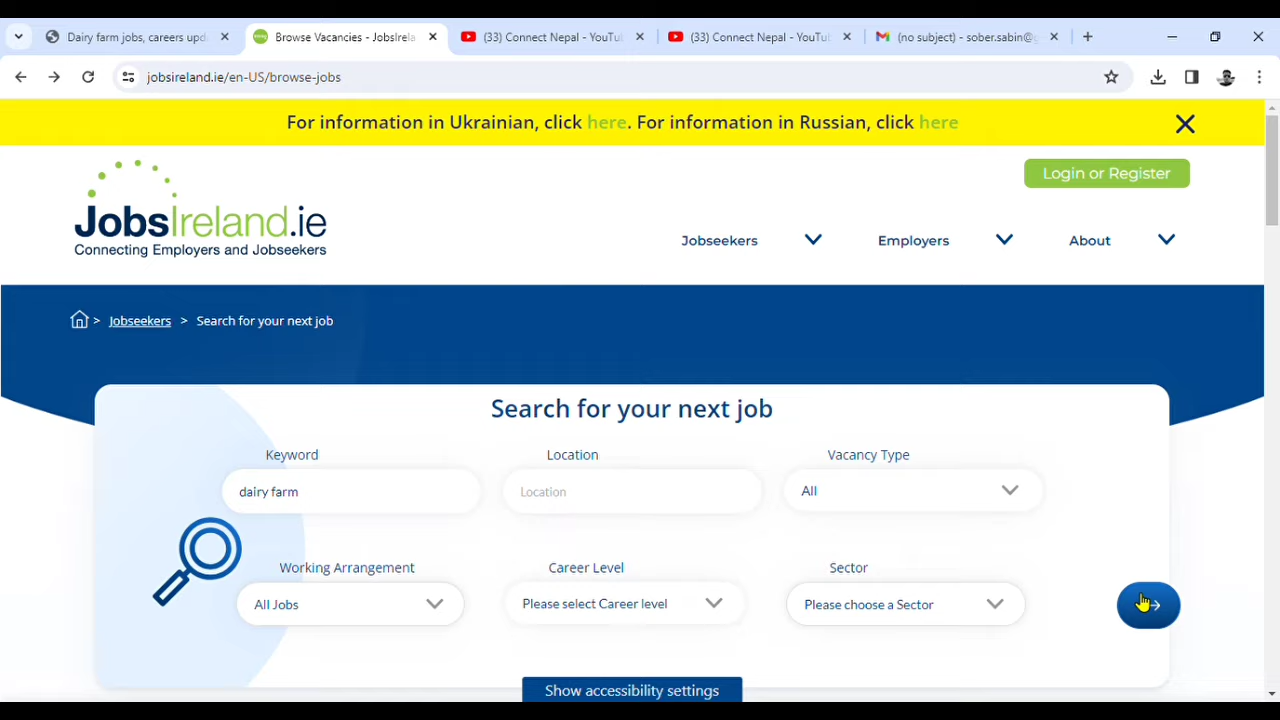 Dairy farm jobs, careers upd
Browse Vacancies - JobsIrela
(33) Connect Nepal - YouTu
(33) Connect Nepal - YouTu
(no subject) - sober.sabin@g
jobsireland.ie/en-US/browse-jobs
For information in Ukrainian, click here. For information in Russian, click here
Login or Register
JobsIreland.ie
Connecting Employers and Jobseekers
Jobseekers
Employers
About
> Jobseekers > Search for your next job
Search for your next job
Keyword
Location
Vacancy Type
dairy farm
Location
All
Working Arrangement
Career Level
Sector
All Jobs
Please select Career level
Please choose a Sector
Show accessibility settings